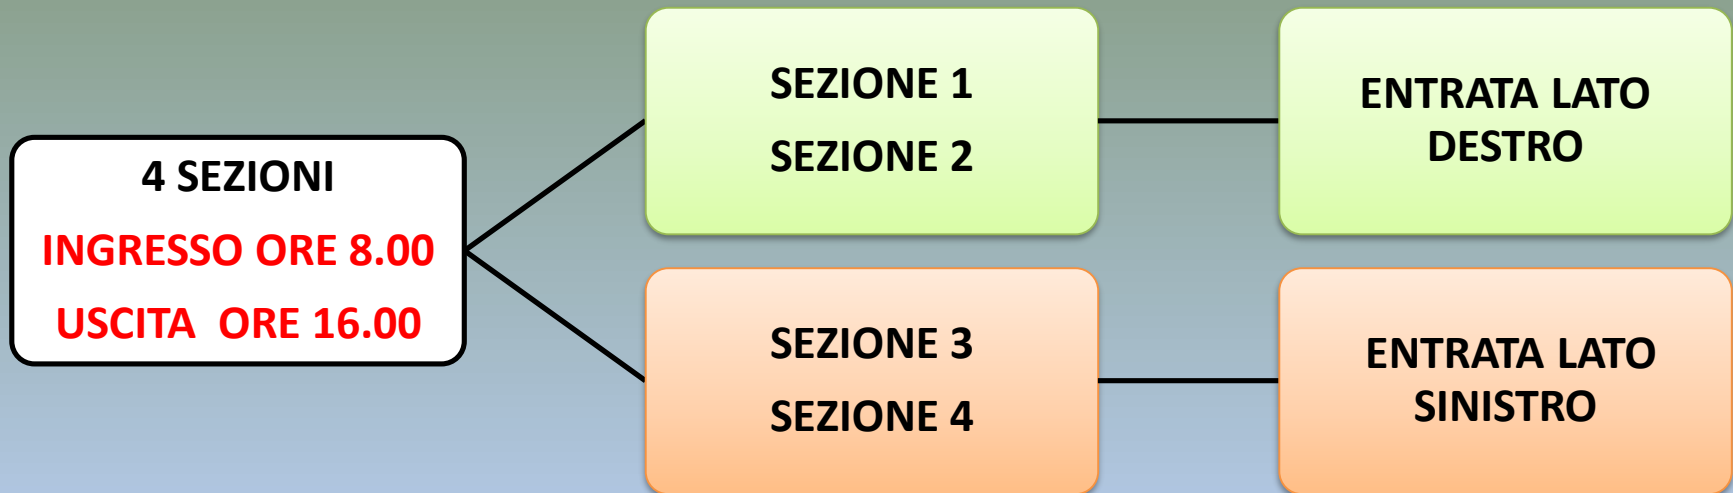 4 SEZIONI
INGRESSO ORE 8.00
USCITA ORE 16.00
SEZIONE 1
SEZIONE 2
ENTRATA LATO
DESTRO
SEZIONE 3
SEZIONE 4
ENTRATA LATO
SINISTRO